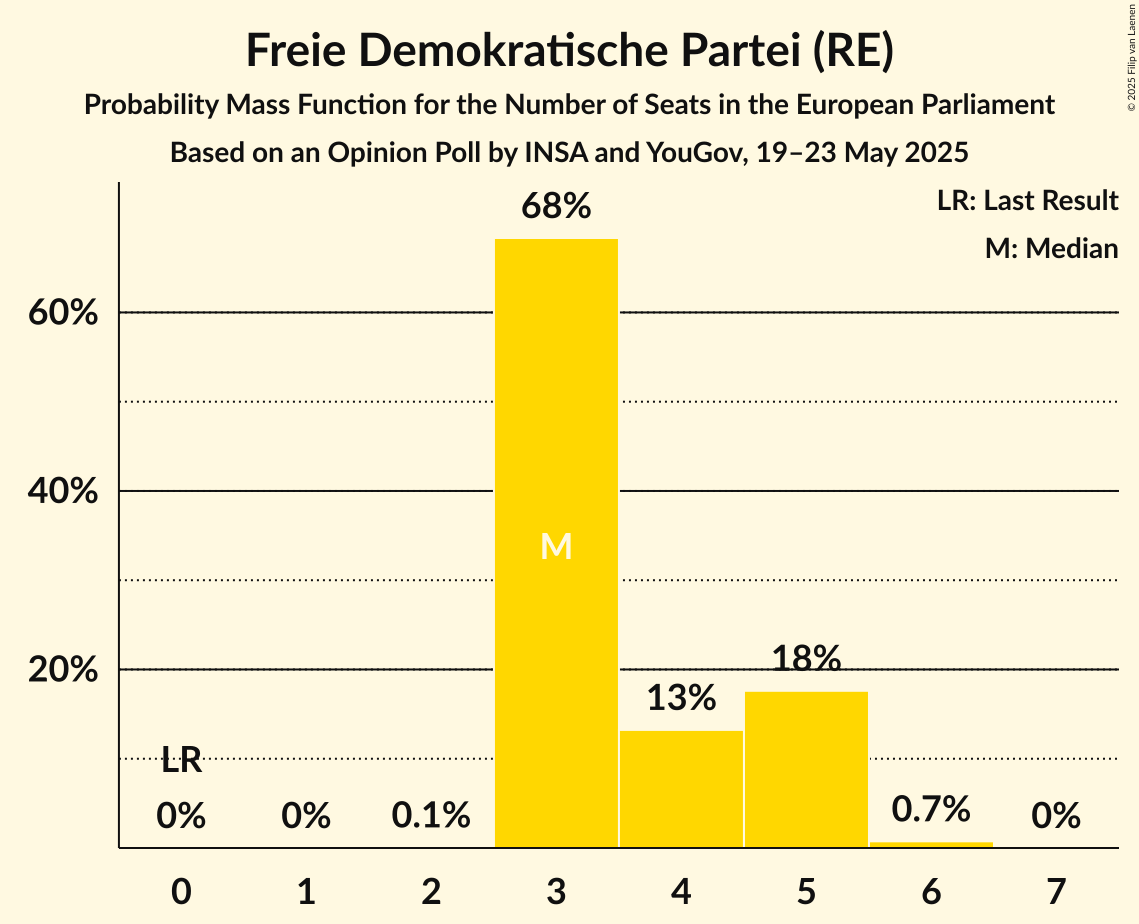 Freie Demokratische Partei (RE)
Probability Mass Function for the Number of Seats in the European Parliament
Based on an Opinion Poll by INSA and YouGov, 19–23 May 2025
© 2025 Filip van Laenen
LR: Last Result
M: Median
68%
60%
40%
M
20%
18%
13%
LR
0%
0%
0.1%
0.7%
0%
0 1 2 3 4 5 6 7